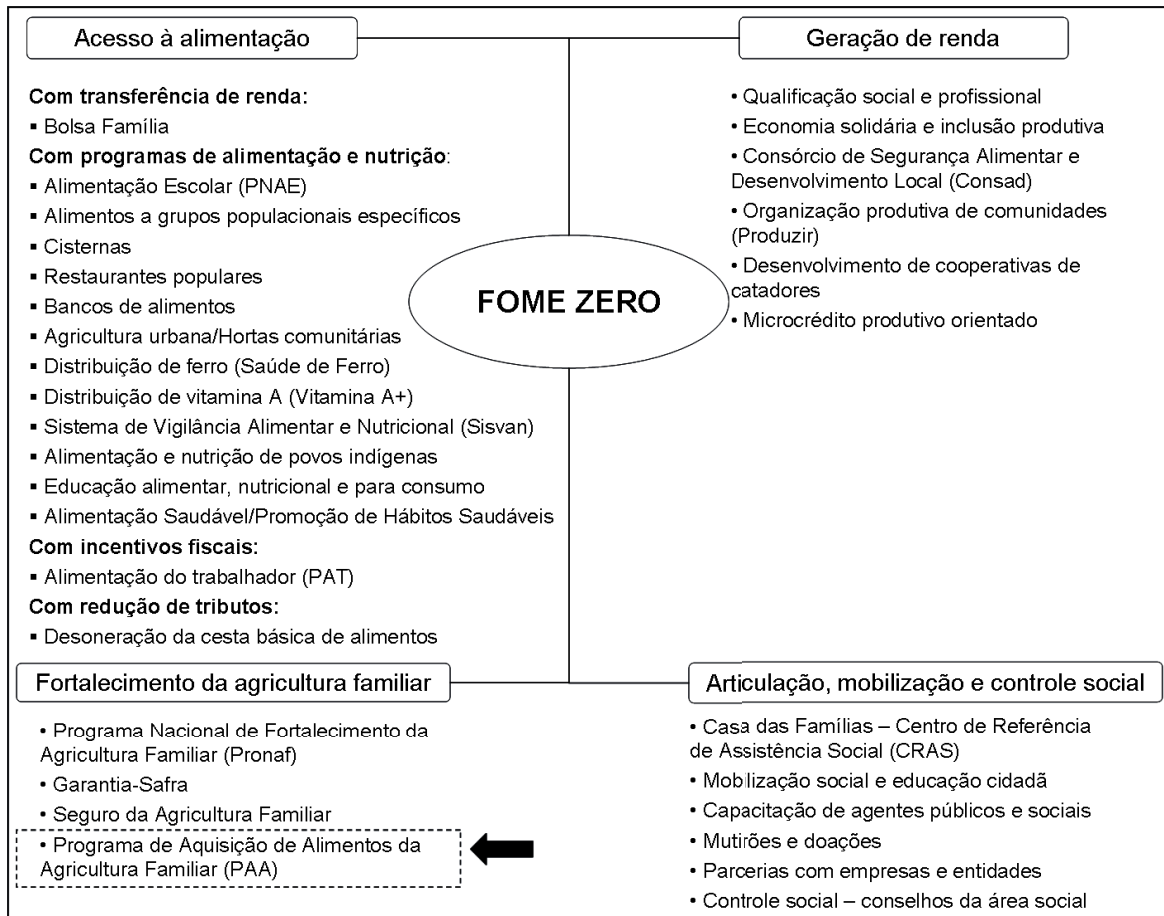 Acesso à alimentação
Com transferência de renda:
▪ Bolsa Família
Com programas de alimentação e nutrição:
▪ Alimentação Escolar (PNAE)
▪ Alimentos a grupos populacionais específicos
▪ Cisternas
▪ Restaurantes populares
▪ Bancos de alimentos
▪ Agricultura urbana/Hortas comunitárias
▪ Distribuição de ferro (Saúde de Ferro)
▪ Distribuição de vitamina A (Vitamina A+)
▪ Sistema de Vigilância Alimentar e Nutricional (Sisvan)
▪ Alimentação e nutrição de povos indígenas
▪ Educação alimentar, nutricional e para consumo
▪ Alimentação Saudável/Promoção de Hábitos Saudáveis
Com incentivos fiscais:
▪ Alimentação do trabalhador (PAT)
Com redução de tributos:
▪ Desoneração da cesta básica de alimentos
Geração de renda
• Qualificação social e profissional
• Economia solidária e inclusão produtiva
• Consórcio de Segurança Alimentar e
Desenvolvimento Local (Consad)
• Organização produtiva de comunidades
(Produzir)
• Desenvolvimento de cooperativas de
catadores
• Microcrédito produtivo orientado
FOME ZERO
Fortalecimento da agricultura familiar
• Programa Nacional de Fortalecimento da
Agricultura Familiar (Pronaf)
• Garantia-Safra
• Seguro da Agricultura Familiar
• Programa de Aquisição de Alimentos da
Agricultura Familiar (PAA)
Articulação, mobilização e controle social
• Casa das Famílias – Centro de Referência
de Assistência Social (CRAS)
• Mobilização social e educação cidadã
• Capacitação de agentes públicos e sociais
• Mutirões e doações
• Parcerias com empresas e entidades
• Controle social – conselhos da área social